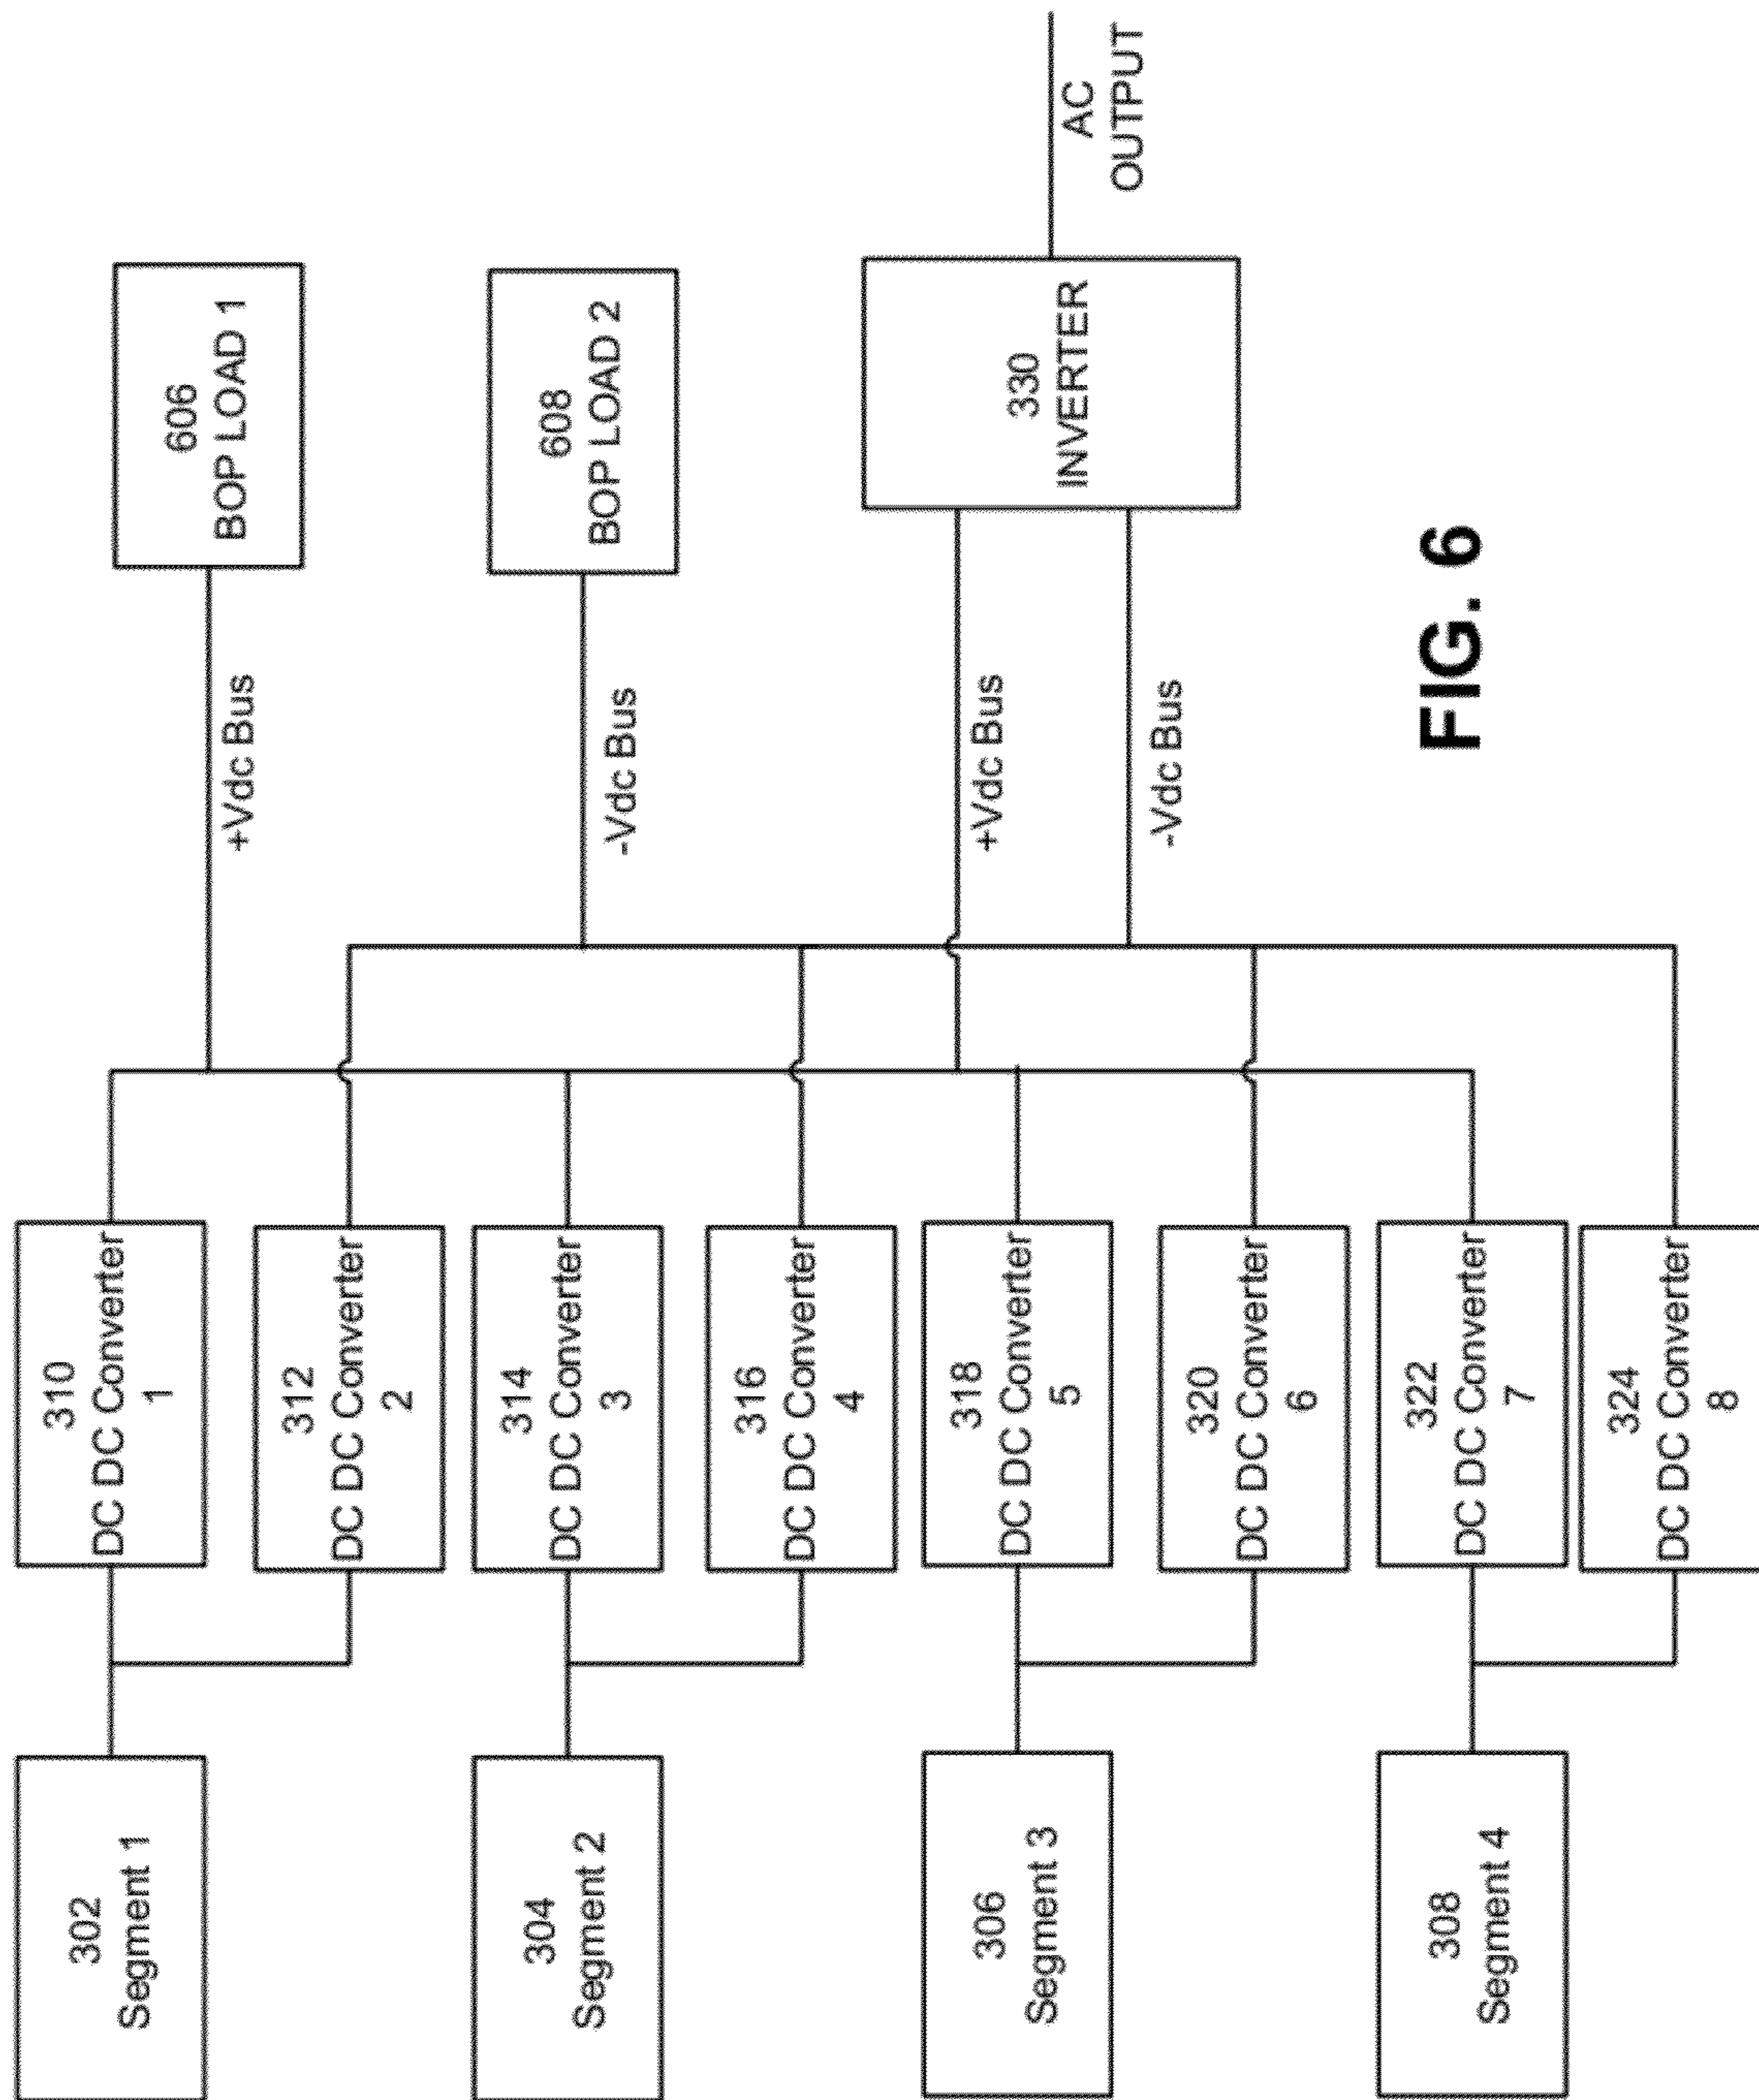 302
Segment 1
304
Segment 2
306
Segment 3
308
Segment 4
310
DC DC Converter
1
312
DC DC Converter
2
314
DC DC Converter
3
316
DC DC Converter
4
318
DC DC Converter
5
320
DC DC Converter
6
322
DC DC Converter
7
324
DC DC Converter
8
+Vdc Bus
-Vdc Bus
+Vdc Bus
-Vdc Bus
606
BOP LOAD 1
608
BOP LOAD 2
330
INVERTER
AC
OUTPUT
FIG. 6